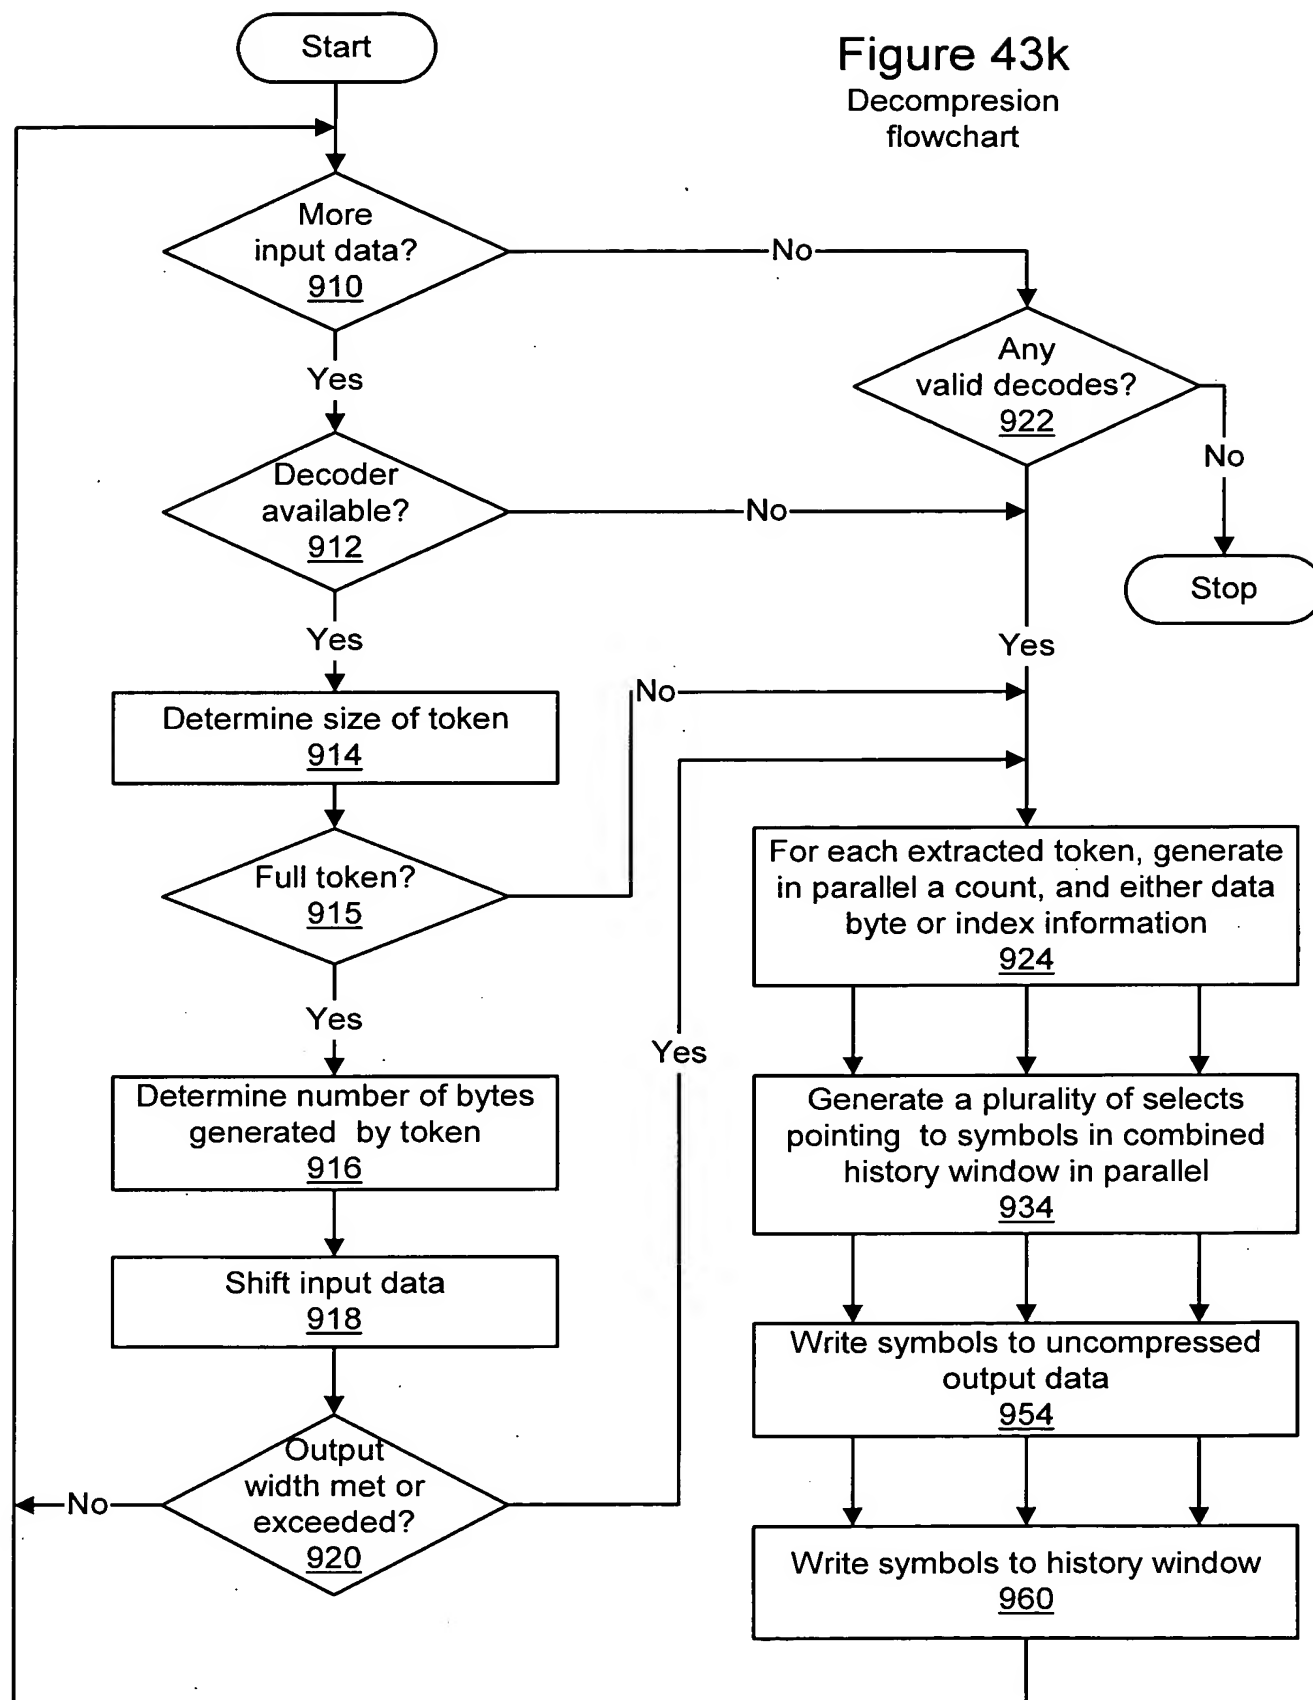 Start
Figure 43k
Decompresion
flowchart
More
input data?
910
No
Yes
Any
valid decodes?
922
No
Decoder
available?
912
No
Stop
Yes
Yes
No
Determine size of token
914
Full token?
915
For each extracted token, generate
in parallel a count, and either data
byte or index information
924
Yes
Yes
Determine number of bytes
generated by token
916
Generate a plurality of selects
pointing to symbols in combined
history window in parallel
934
Shift input data
918
Write symbols to uncompressed
output data
954
Output
width met or
exceeded?
920
No
Write symbols to history window
960